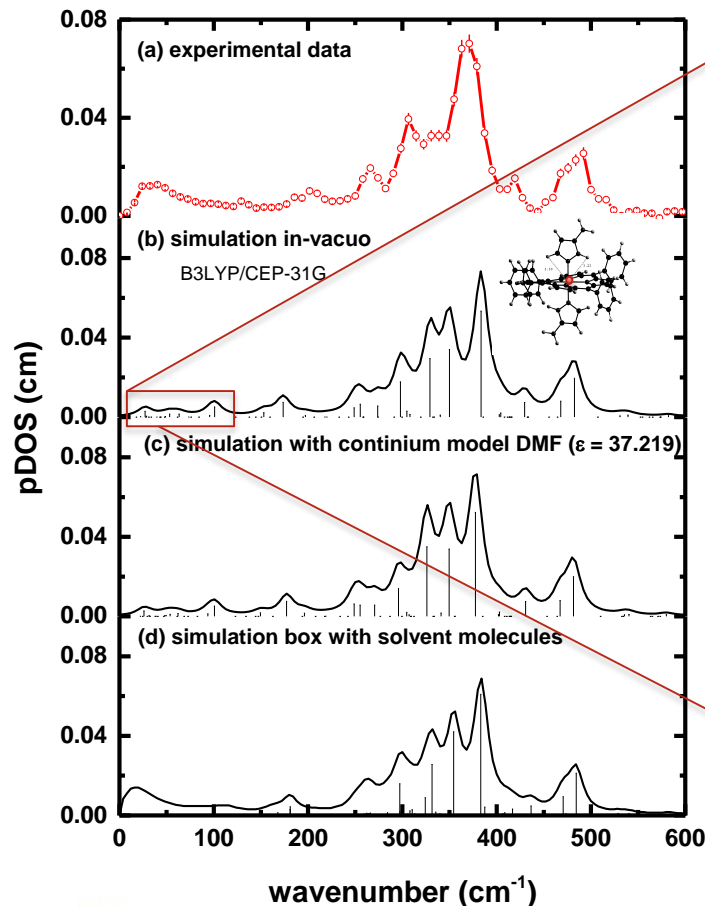 0.08
(a) experimental data
0.04
0.00
(b) simulation in-vacuo
B3LYP/CEP-31G
0.08
0.04
0.00
(c) simulation with continium model DMF (ε = 37.219)
0.08
0.04
0.00
(d) simulation box with solvent molecules
0.08
0.04
0.00
0 100 200 300 400 500 600
pDOS (cm)
wavenumber (cm⁻¹)